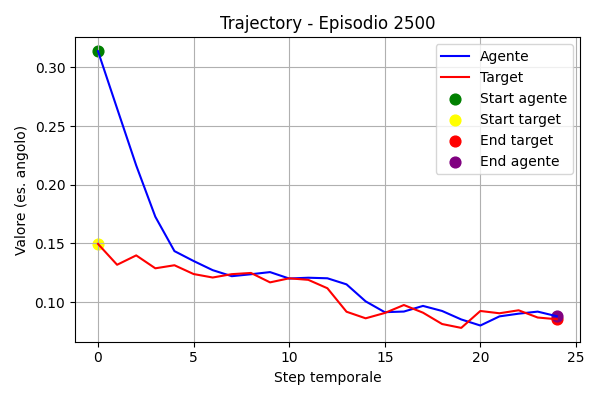 Trajectory - Episodio 2500
Valore (es. angolo)
0.30
0.25
0.20
0.15
0.10
Agente
Target
Start agente
Start target
End target
End agente
0 5 10 15 20 25
Step temporale